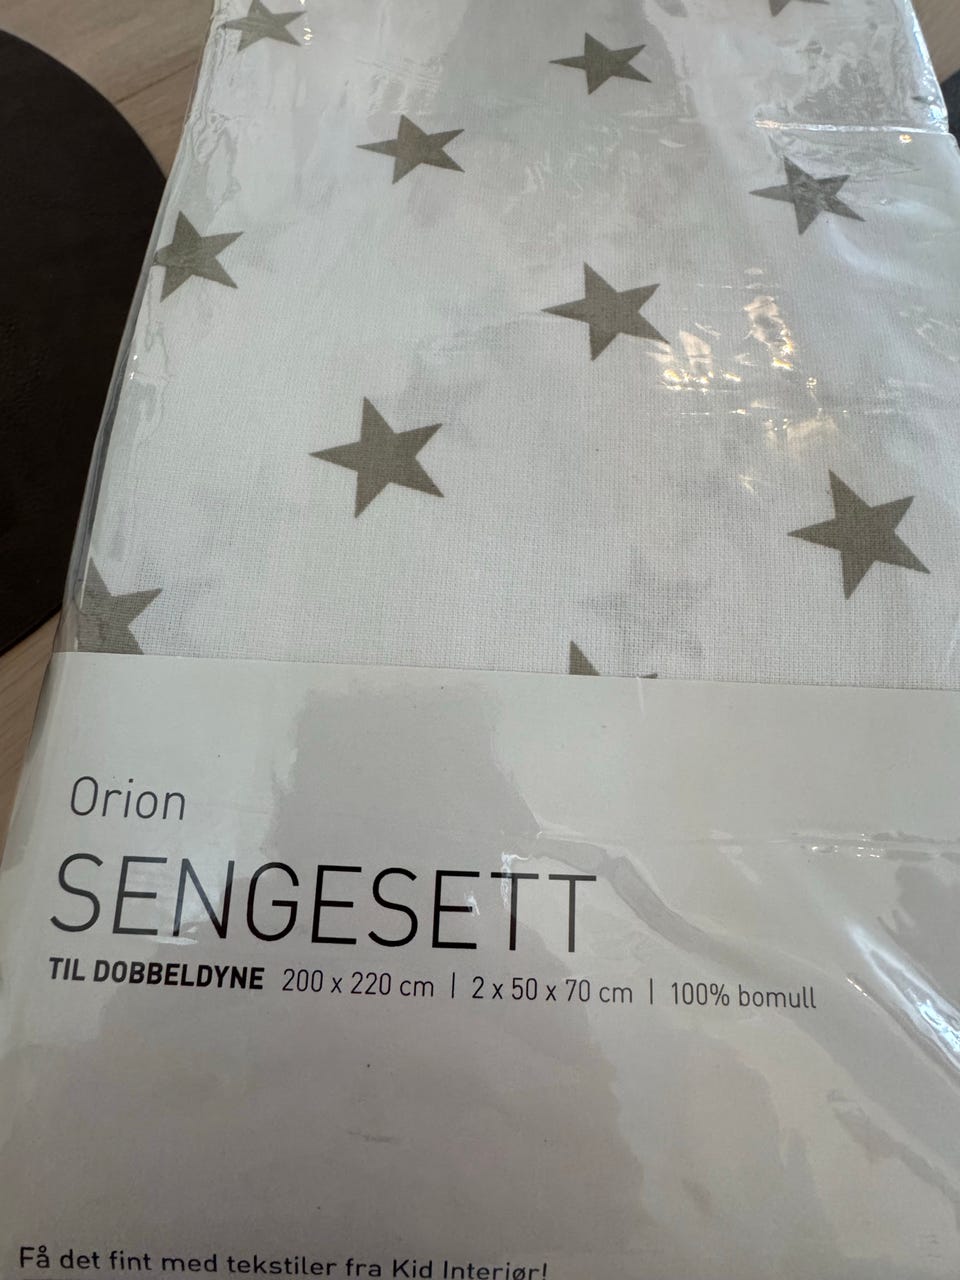 Orion
SENGESETT
TIL DOBBELDYNE 200 x 220 cm | 2 x 50 x 70 cm | 100% bomull
Få det fint med tekstiler fra Kid Interiør!